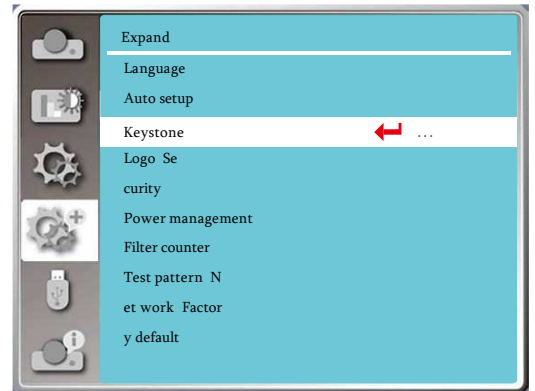 Expand
Language
Auto setup
Keystone ...
Logo Se
curity
Power management
Filter counter
Test pattern N
et work Factor
y default